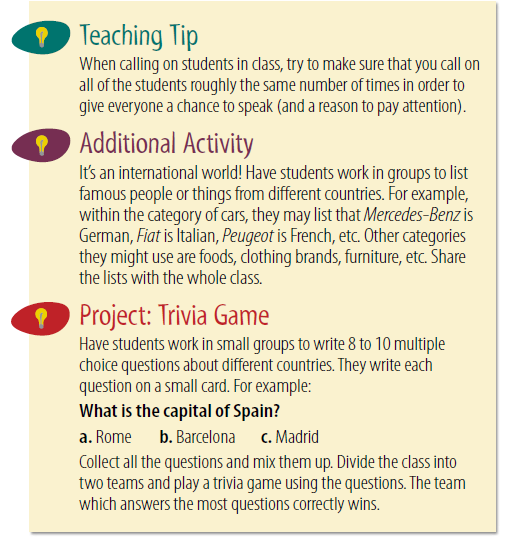 Teaching Tip
When calling on students in class, try to make sure that you call on
all of the students roughly the same number of times in order to
give everyone a chance to speak (and a reason to pay attention).
Additional Activity
It's an international world! Have students work in groups to list
famous people or things from different countries. For example,
within the category of cars, they may list that Mercedes-Benz is
German, Fiat is Italian, Peugeot is French, etc. Other categories
they might use are foods, clothing brands, furniture, etc. Share
the lists with the whole class.
Project: Trivia Game
Have students work in small groups to write 8 to 10 multiple
choice questions about different countries. They write each
question on a small card. For example:
What is the capital of Spain?
a. Rome b. Barcelona c. Madrid
Collect all the questions and mix them up. Divide the class into
two teams and play a trivia game using the questions. The team
which answers the most questions correctly wins.